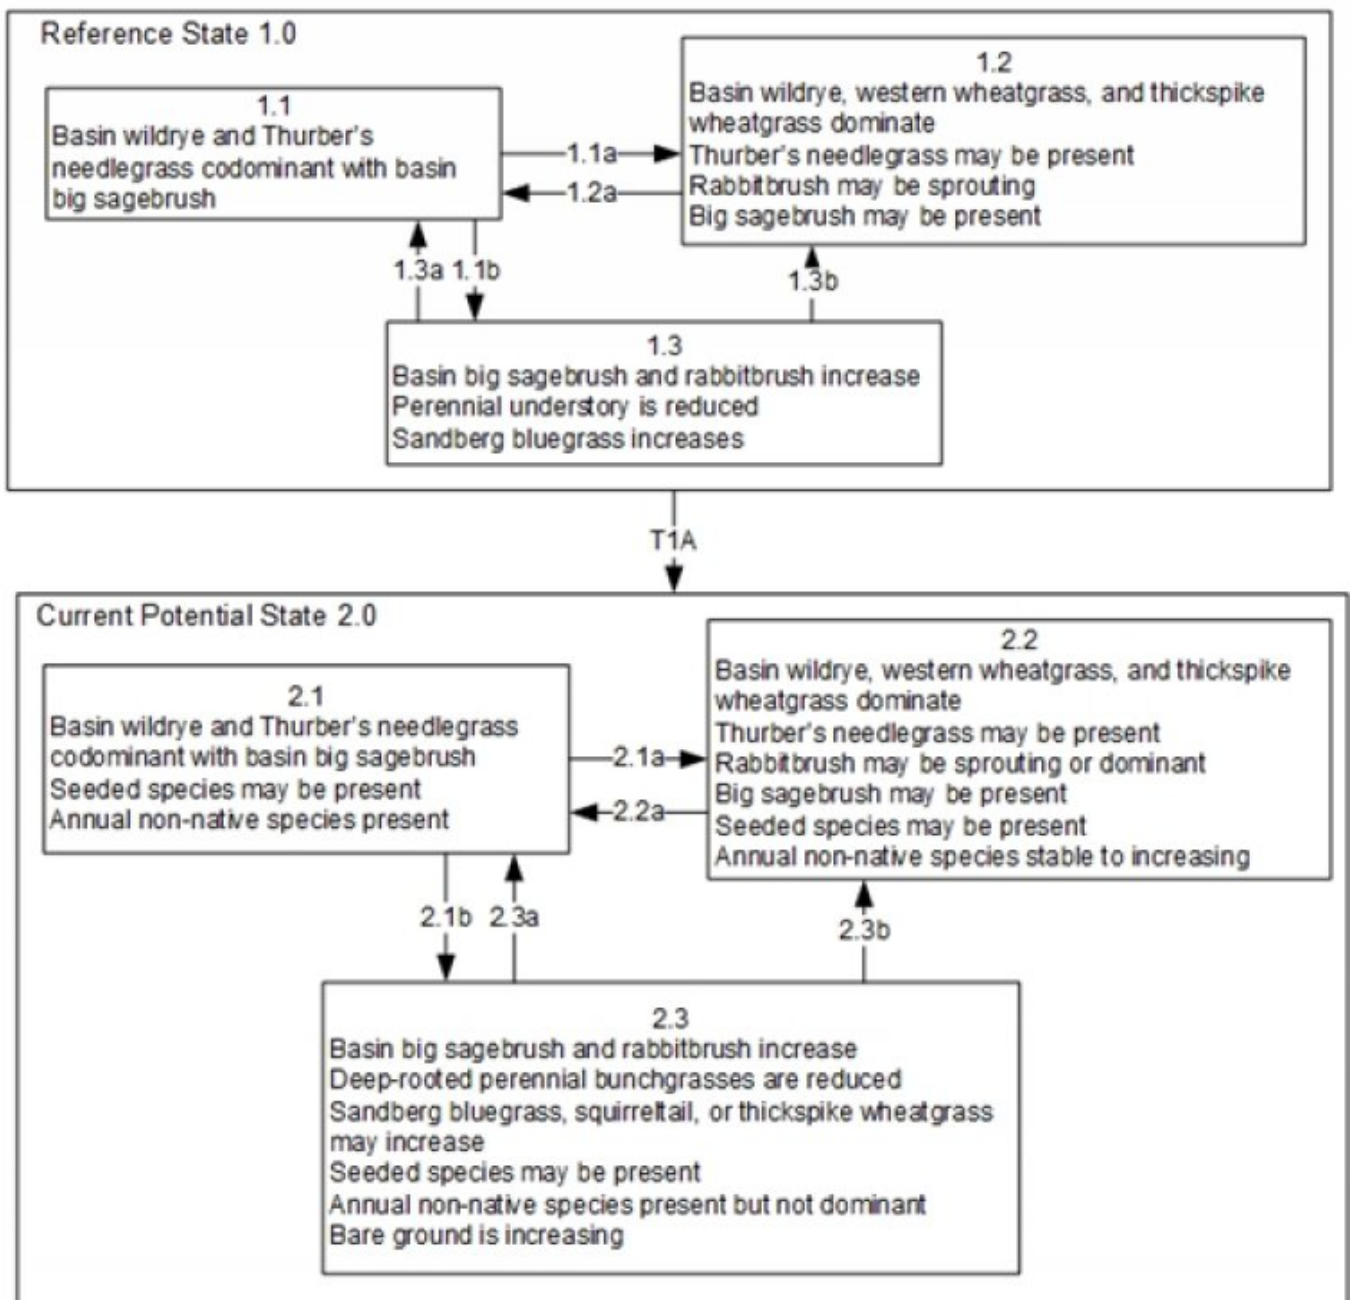 Reference State 1.0
1.1
Basin wildrye and Thurber's
needlegrass codominant with basin
big sagebrush
1.1a
1.2a
1.2
Basin wildrye, western wheatgrass, and thickspike
wheatgrass dominate
Thurber's needlegrass may be present
Rabbitbrush may be sprouting
Big sagebrush may be present
1.3a
1.1b
1.3b
1.3
Basin big sagebrush and rabbitbrush increase
Perennial understory is reduced
Sandberg bluegrass increases
T1A
Current Potential State 2.0
2.1
Basin wildrye and Thurber's needlegrass
codominant with basin big sagebrush
Seeded species may be present
Annual non-native species present
2.1a
2.2a
2.2
Basin wildrye, western wheatgrass, and thickspike
wheatgrass dominate
Thurber's needlegrass may be present
Rabbitbrush may be sprouting or dominant
Big sagebrush may be present
Seeded species may be present
Annual non-native species stable to increasing
2.1b
2.3a
2.3b
2.3
Basin big sagebrush and rabbitbrush increase
Deep-rooted perennial bunchgrasses are reduced
Sandberg bluegrass, squirreltail, or thickspike wheatgrass
may increase
Seeded species may be present
Annual non-native species present but not dominant
Bare ground is increasing